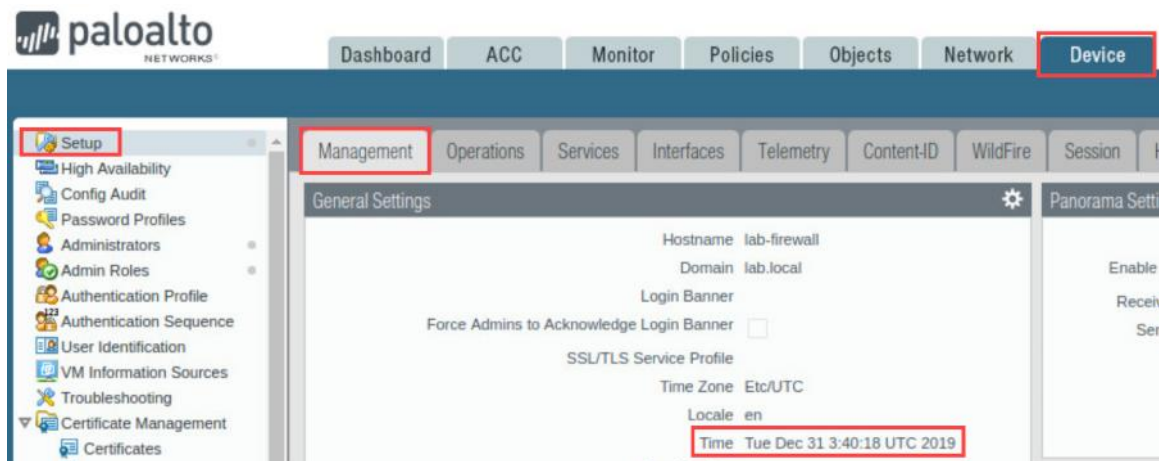 paloalto
NETWORKS®
Dashboard ACC Monitor Policies Objects Network Device
Setup
High Availability
Config Audit
Password Profiles
Administrators
Admin Roles
Authentication Profile
Authentication Sequence
User Identification
VM Information Sources
Troubleshooting
Certificate Management
Certificates
Management Operations Services Interfaces Telemetry Content-ID WildFire Session
General Settings
Hostname lab-firewall
Domain lab.local
Login Banner
Force Admins to Acknowledge Login Banner
SSL/TLS Service Profile
Time Zone Etc/UTC
Locale en
Time Tue Dec 31 3:40:18 UTC 2019
Panorama Setti
Enable
Receiv
Ser